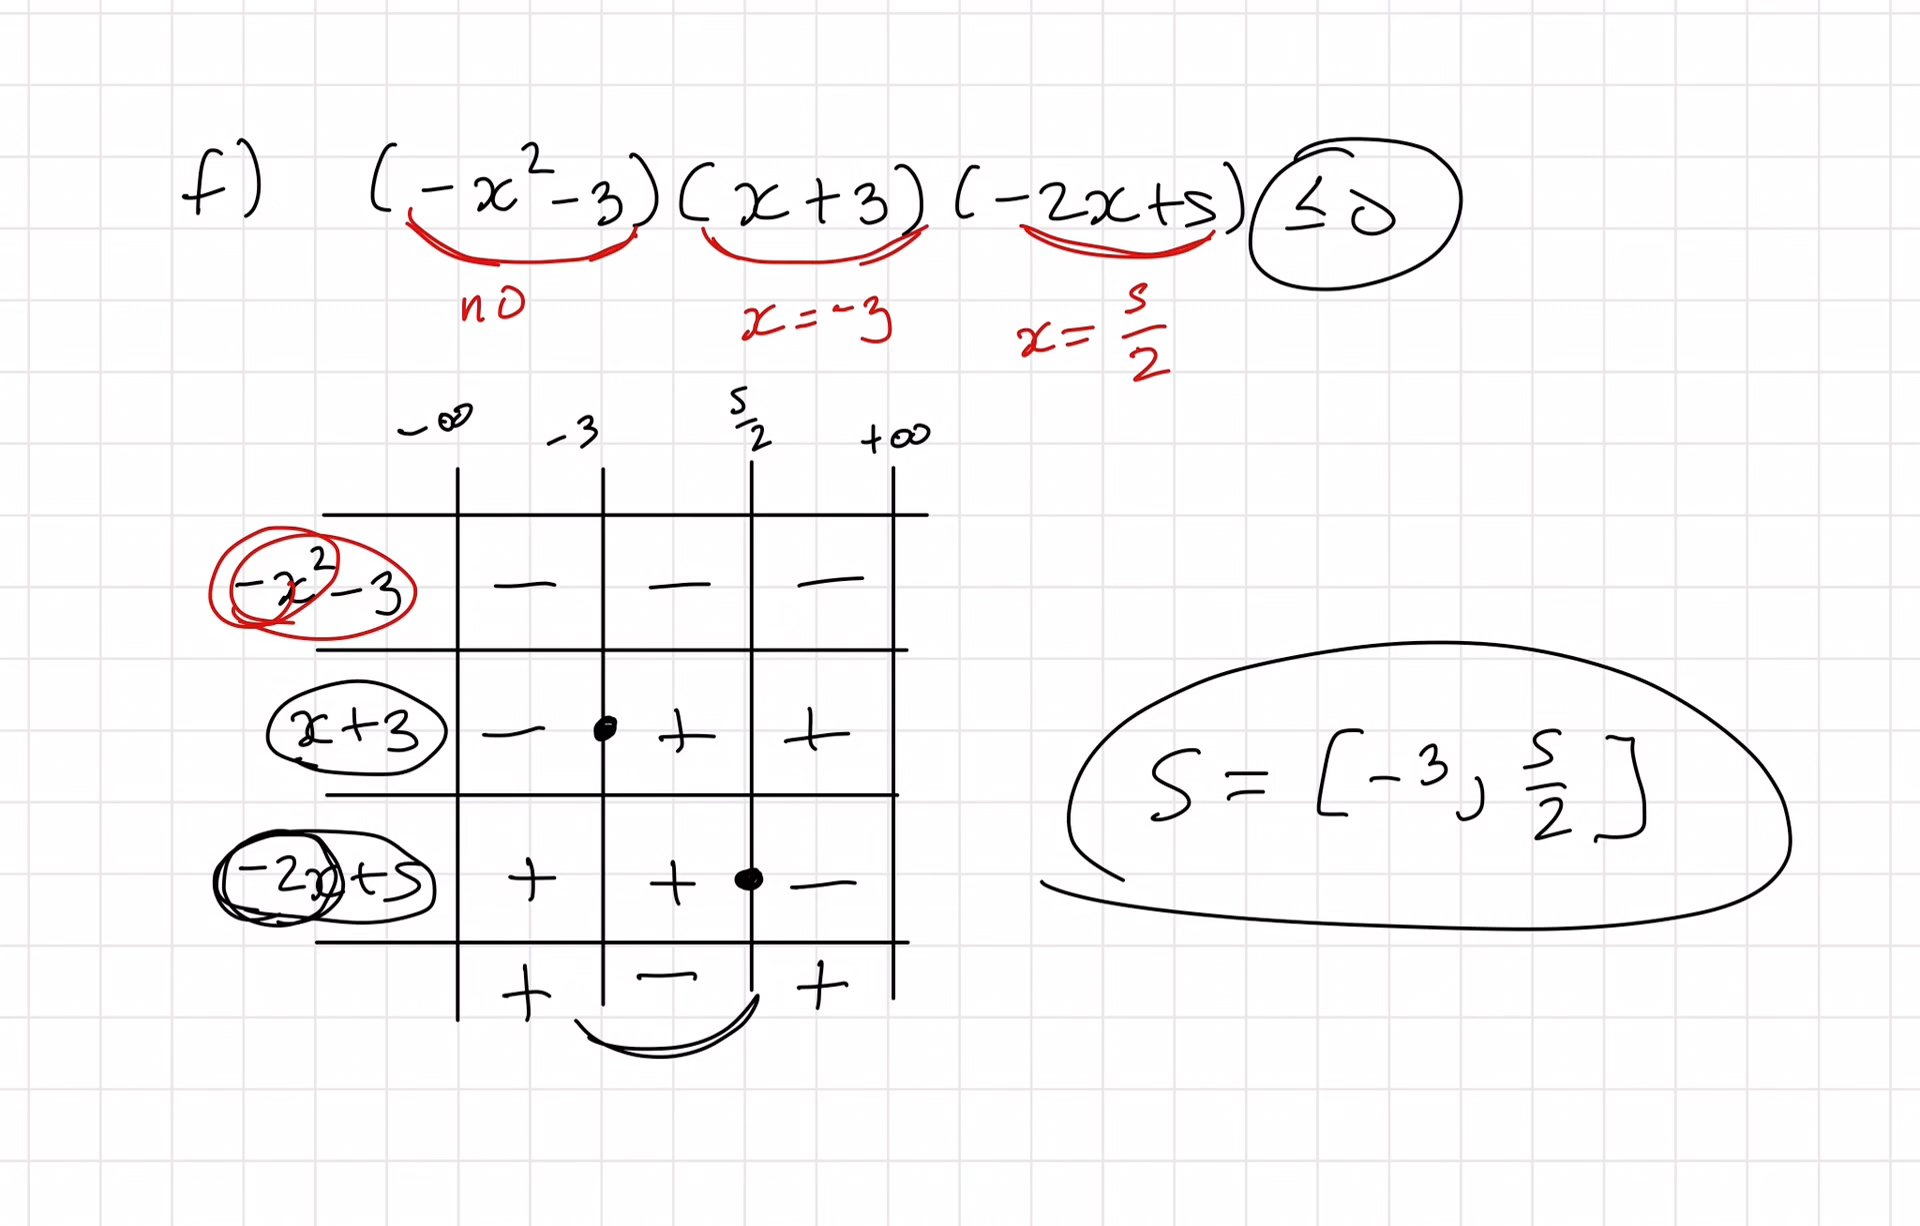 f) (-x²-3)(x+3)(-2x+5) ≤ 0
no x=-3 x=5/2
-∞ -3 5/2 +∞
-x²-3 — — —
x+3 — + +
-2x+5 + + —
+ — +
S = [-3, 5/2]